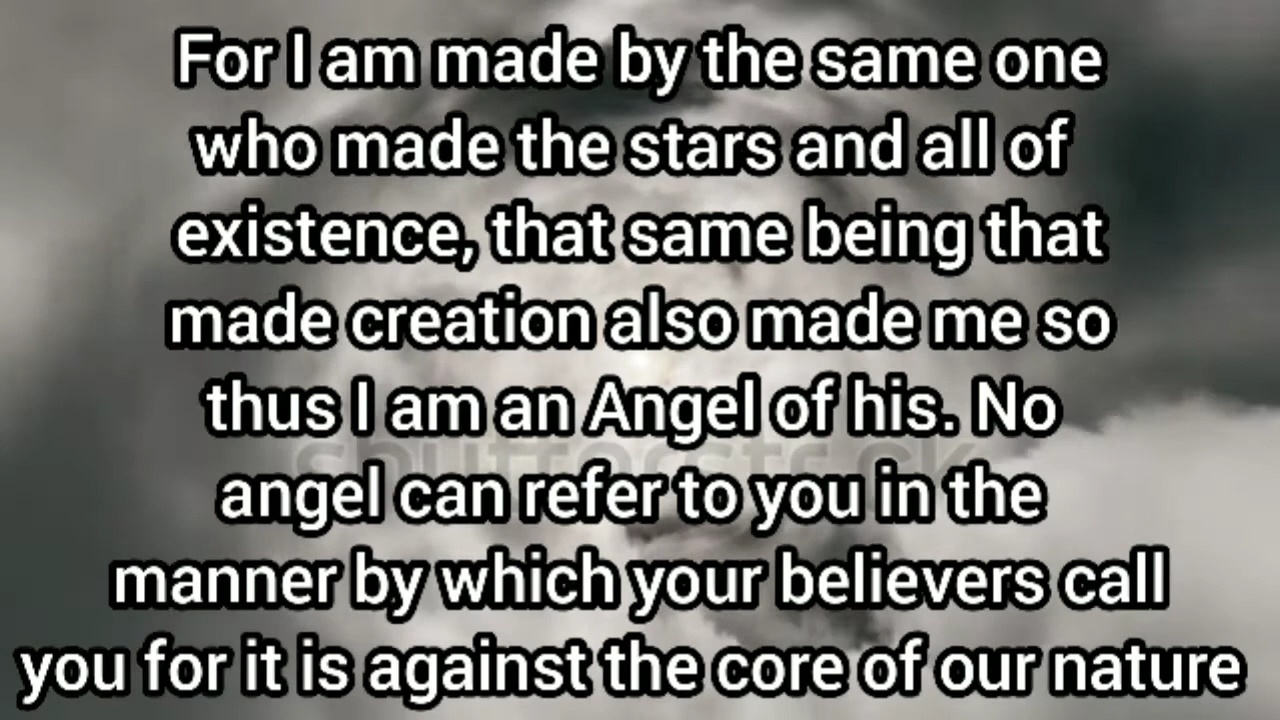 For I am made by the same one
who made the stars and all of
existence, that same being that
made creation also made me so
thus I am an Angel of his. No
shutterstock
angel can refer to you in the
manner by which your believers call
you for it is against the core of our nature